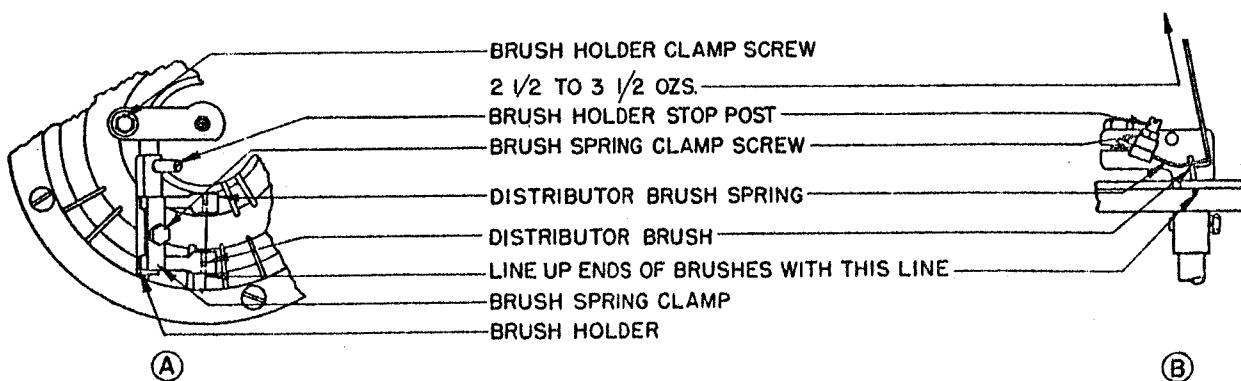 BRUSH HOLDER CLAMP SCREW
2 1/2 TO 3 1/2 OZS.
BRUSH HOLDER STOP POST
BRUSH SPRING CLAMP SCREW
DISTRIBUTOR BRUSH SPRING
DISTRIBUTOR BRUSH
LINE UP ENDS OF BRUSHES WITH THIS LINE
BRUSH SPRING CLAMP
BRUSH HOLDER
A
B